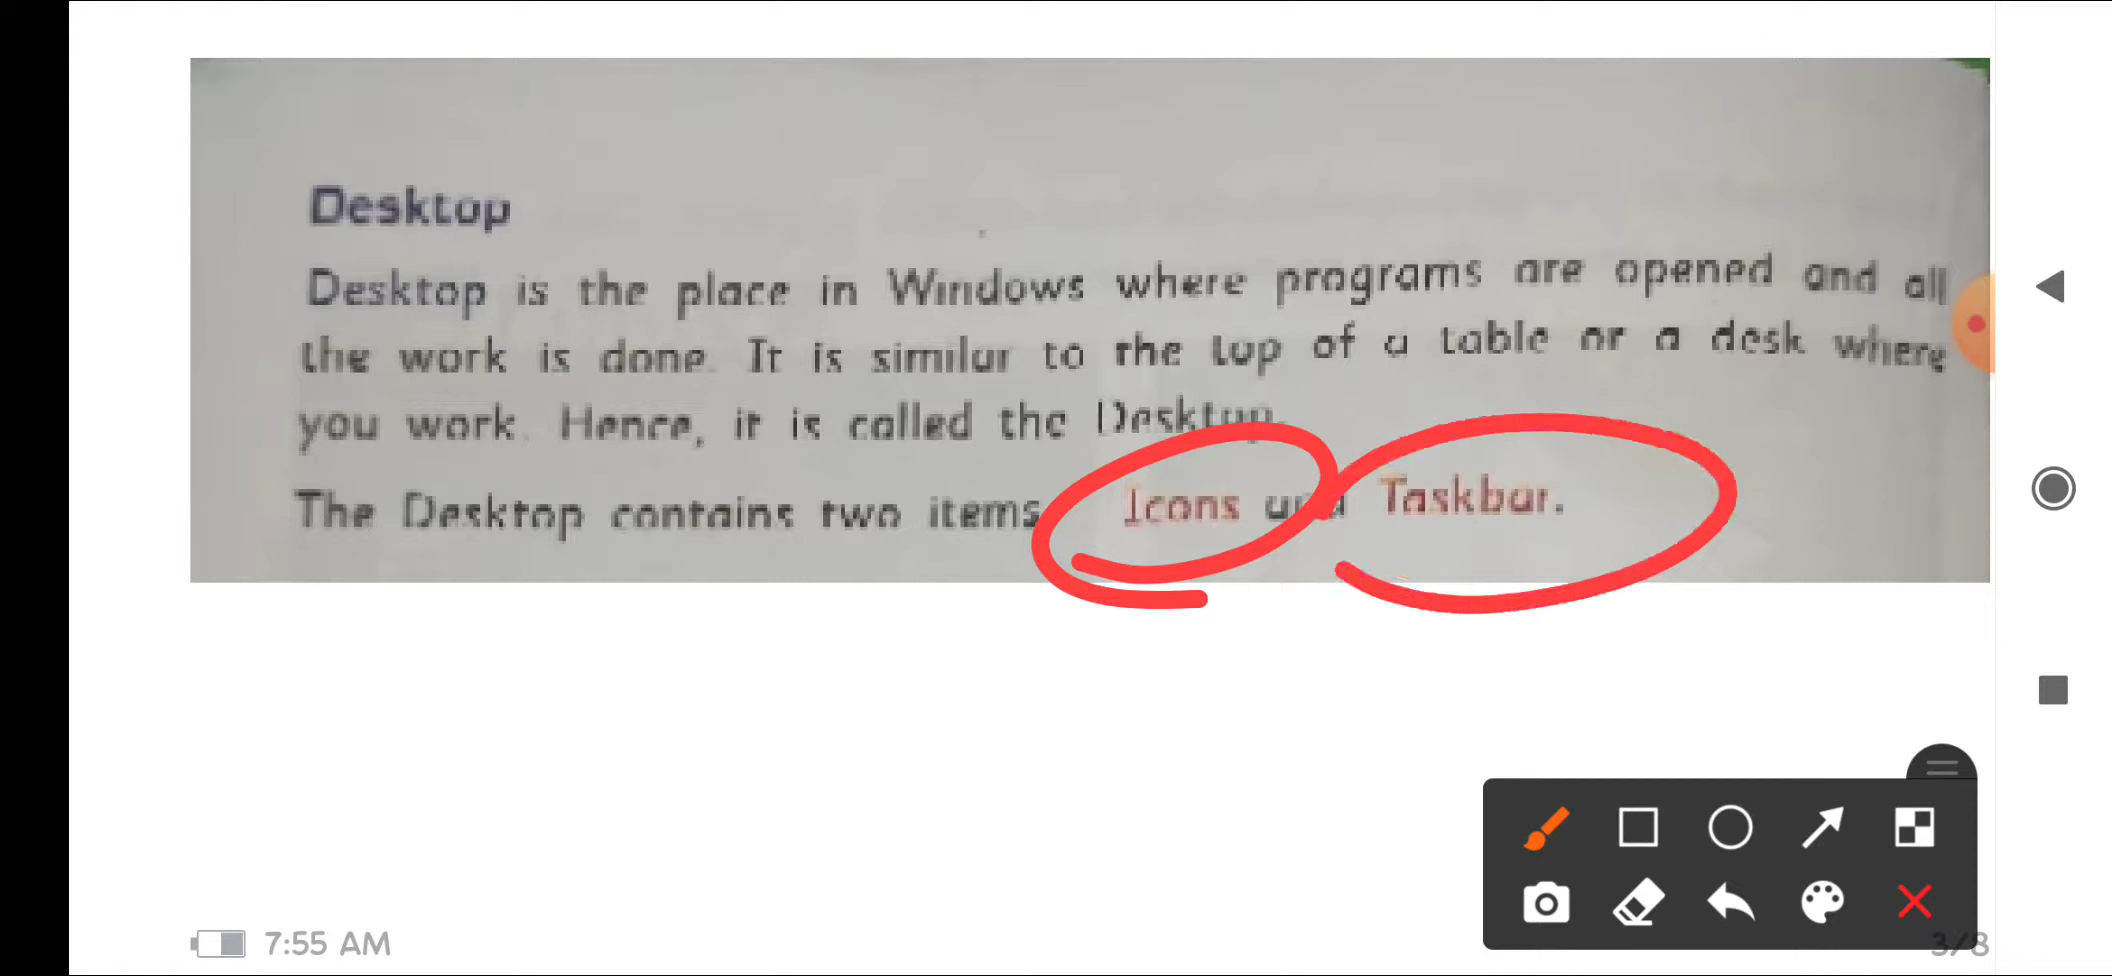 Desktop
Desktop is the place in Windows where programs are opened and all
the work is done. It is similar to the top of a table or a desk where
you work. Hence, it is called the Desktop.
The Desktop contains two items Icons and Taskbar.
7:55 AM
3/8